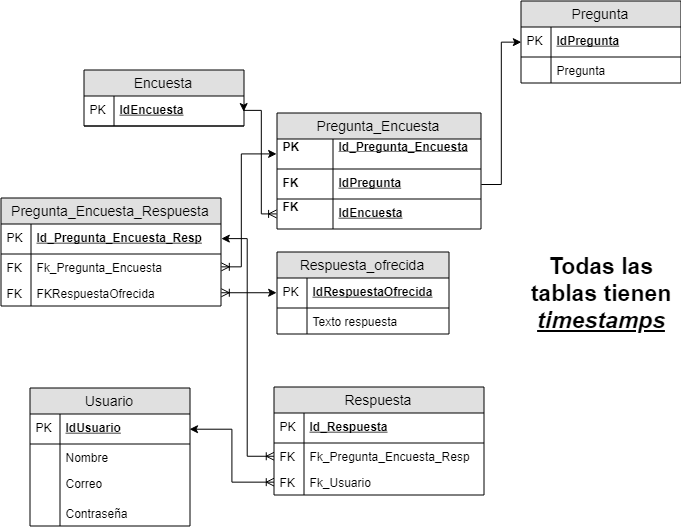 Pregunta
PK IdPregunta
Pregunta
Encuesta
PK IdEncuesta
Pregunta_Encuesta
PK Id_Pregunta_Encuesta
FK IdPregunta
FK IdEncuesta
Pregunta_Encuesta_Respuesta
PK Id_Pregunta_Encuesta_Resp
FK Fk_Pregunta_Encuesta
FK FKRespuestaOfrecida
Respuesta_ofrecida
PK IdRespuestaOfrecida
Texto respuesta
Todas las
tablas tienen
timestamps
Usuario
PK IdUsuario
Nombre
Correo
Contraseña
Respuesta
PK Id_Respuesta
FK Fk_Pregunta_Encuesta_Resp
FK Fk_Usuario